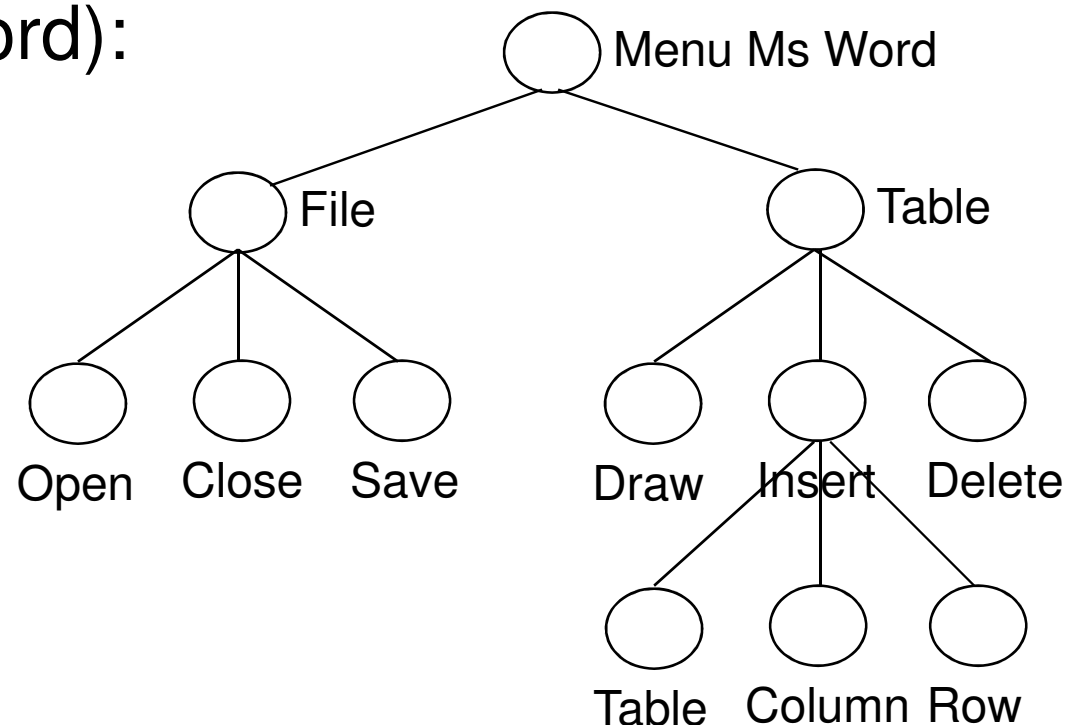 ord):
Menu Ms Word
File
Table
Open Close Save
Draw Insert Delete
Table Column Row